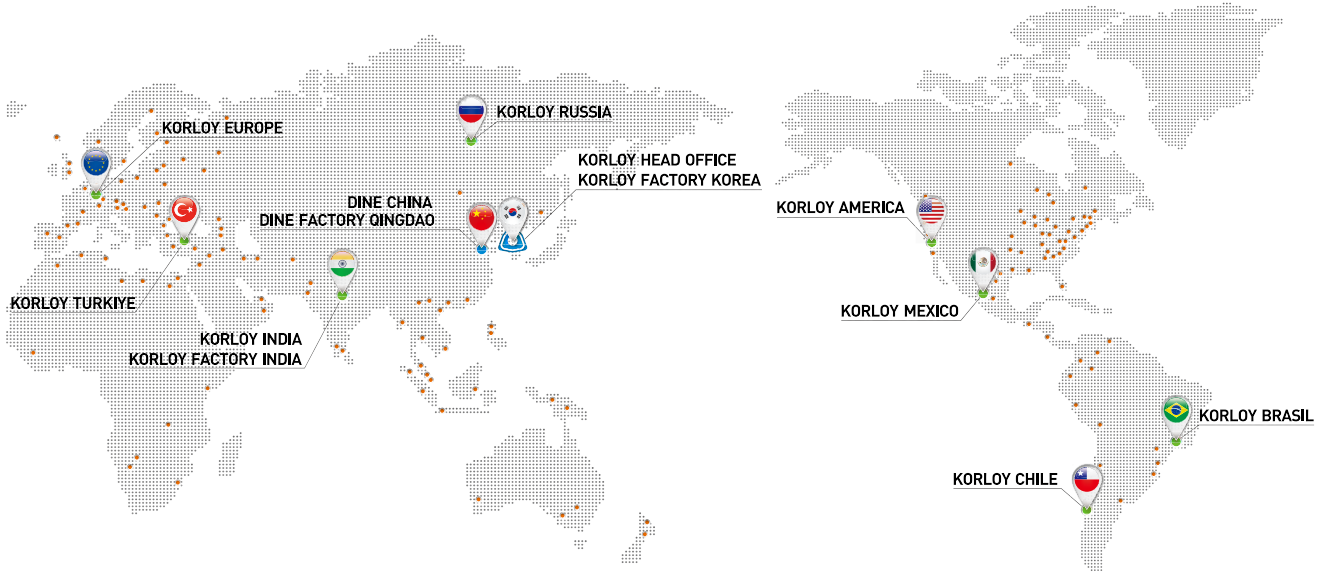 KORLOY EUROPE
KORLOY RUSSIA
KORLOY HEAD OFFICE
KORLOY FACTORY KOREA
DINE CHINA
DINE FACTORY QINGDAO
KORLOY TURKIYE
KORLOY INDIA
KORLOY FACTORY INDIA
KORLOY AMERICA
KORLOY MEXICO
KORLOY BRASIL
KORLOY CHILE